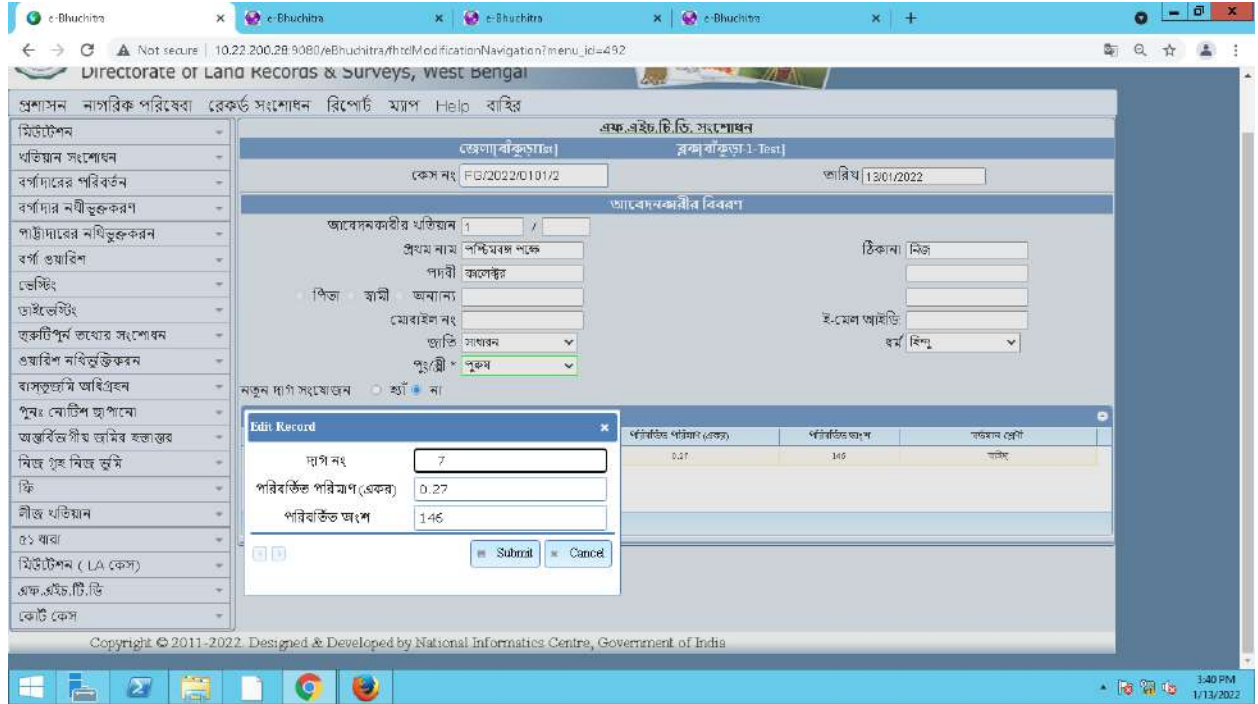 e-Bhuchitra × e-Bhuchitra × e-Bhuchitra × e-Bhuchitra × +
Not secure | 10.22.200.28:9080/eBhuchitra/fhtdModificationNavigation?menu_id=492
Directorate of Land Records & Surveys, West Bengal
প্রশাসন নাগরিক পরিষেবা রেকর্ড সংশোধন রিপোর্ট ম্যাপ Help বাহির
মিউটেশন
খতিয়ান সংশোধন
বর্গাদারের পরিবর্তন
বর্গাদার নথীভুক্তকরণ
পাট্টাদারের নথিভুক্তকরন
বর্গা ওয়ারিশ
ভেস্টিং
ডাইভেস্টিং
ত্রুটিপূর্ন তথ্যের সংশোধন
ওয়ারিশ নথিভুক্তিকরন
বাস্তুজমি অধিগ্রহন
পুনঃ নোটিশ জ্ঞাপানো
অন্তর্বিভাগীয় জমির হস্তান্তর
নিজ গৃহ নিজ ভূমি
ফি
লীজ খতিয়ান
৫১ ধারা
মিউটেশন ( LA কেস)
এফ.এইচ.টি.ডি
কোর্ট কেস
এফ.এইচ.টি.ডি. সংশোধন
জেলা[বাঁকুড়াTst] ব্লক[বাঁকুড়া-1-Test]
কেস নং FG/2022/0101/2 তারিখ 13/01/2022
আবেদনকারীর বিবরণ
আবেদনকারীর খতিয়ান 1 /
প্রথম নাম পশ্চিমবঙ্গ পক্ষে ঠিকানা নিজ
পদবী কালেক্টর
পিতা স্বামী অন্যান্য
মোবাইল নং ই-মেল আইডি:
জাতি সাধারন ধর্ম হিন্দু
পুং/স্ত্রী * পুরুষ
নতুন দাগ সংযোজন হ্যাঁ না
পরিবর্তিত পরিমাণ (একর) পরিবর্তিত অংশ বর্তমান শ্রেণী
0.27 146
Edit Record ×
দাগ নং 7
পরিবর্তিত পরিমাণ (একর) 0.27
পরিবর্তিত অংশ 146
Submit Cancel
Copyright © 2011-2022 Designed & Developed by National Informatics Centre, Government of India
3:40 PM
1/13/2022